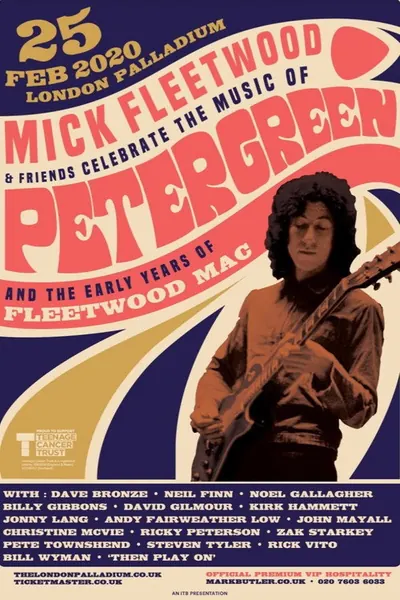 25
FEB 2020
LONDON PALLADIUM
MICK FLEETWOOD
& FRIENDS CELEBRATE THE MUSIC OF
PETER GREEN
AND THE EARLY YEARS OF
FLEETWOOD MAC
TEENAGE
CANCER
TRUST
WITH : DAVE BRONZE • NEIL FINN • NOEL GALLAGHER
BILLY GIBBONS • DAVID GILMOUR • KIRK HAMMETT
JONNY LANG • ANDY FAIRWEATHER LOW • JOHN MAYALL
CHRISTINE MCVIE • RICKY PETERSON • ZAK STARKEY
PETE TOWNSHEND • STEVEN TYLER • RICK VITO
BILL WYMAN • 'THEN PLAY ON'
THELONDONPALLADIUM.CO.UK
TICKETMASTER.CO.UK
OFFICIAL PREMIUM VIP HOSPITALITY
MARKBUTLER.CO.UK • 020 7603 6033
AN ITB PRESENTATION